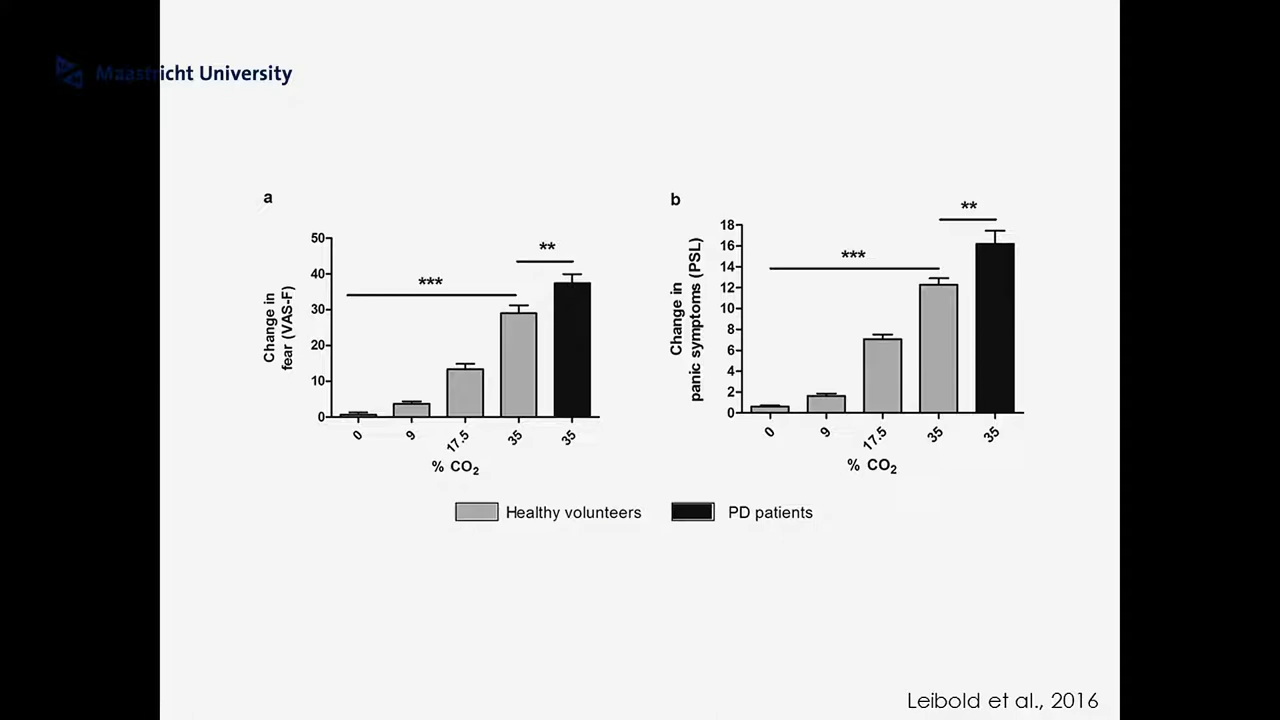 Maastricht University
a
50
40
30
20
10
0
Change in
fear (VAS-F)
***
**
0
9
17.5
35
35
% CO₂
b
18
16
14
12
10
8
6
4
2
0
Change in
panic symptoms (PSL)
***
**
0
9
17.5
35
35
% CO₂
Healthy volunteers
PD patients
Leibold et al., 2016